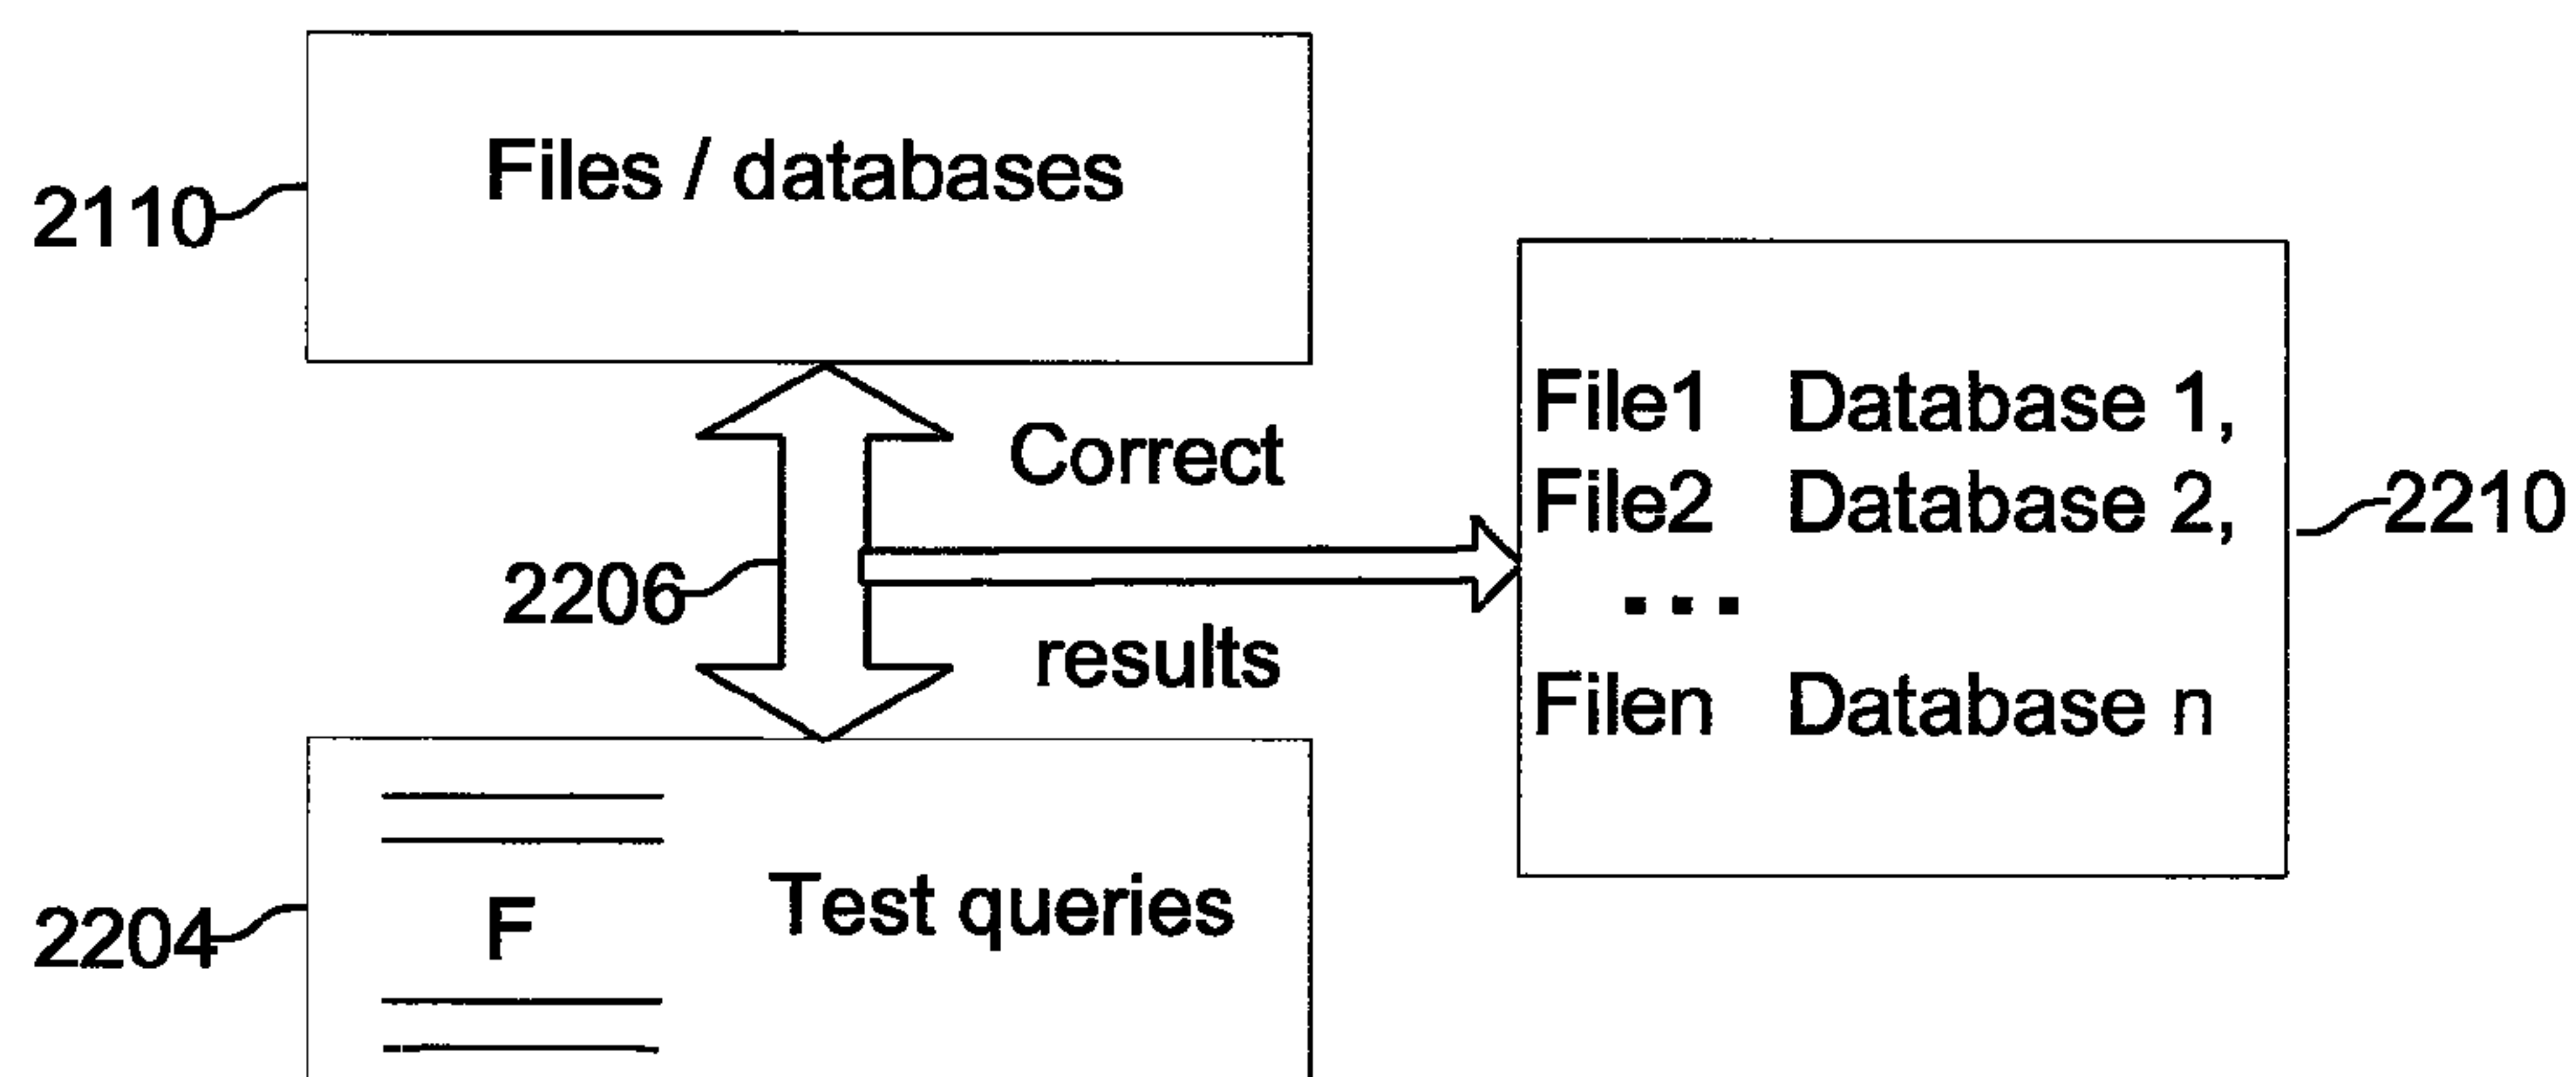 Files / databases
2110
File1 Database 1,
Correct
File2 Database 2,
2210
2206
...
results
Filen Database n
Test queries
2204
F